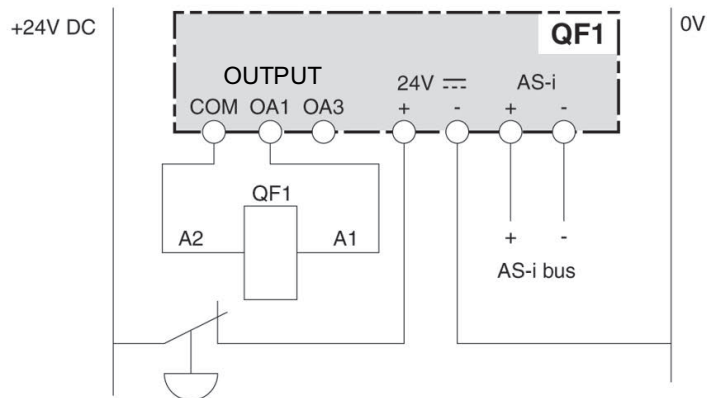 +24V DC
0V
QF1
OUTPUT
24V
AS-i
COM OA1 OA3 + - + -
QF1
A2 A1
+ -
AS-i bus